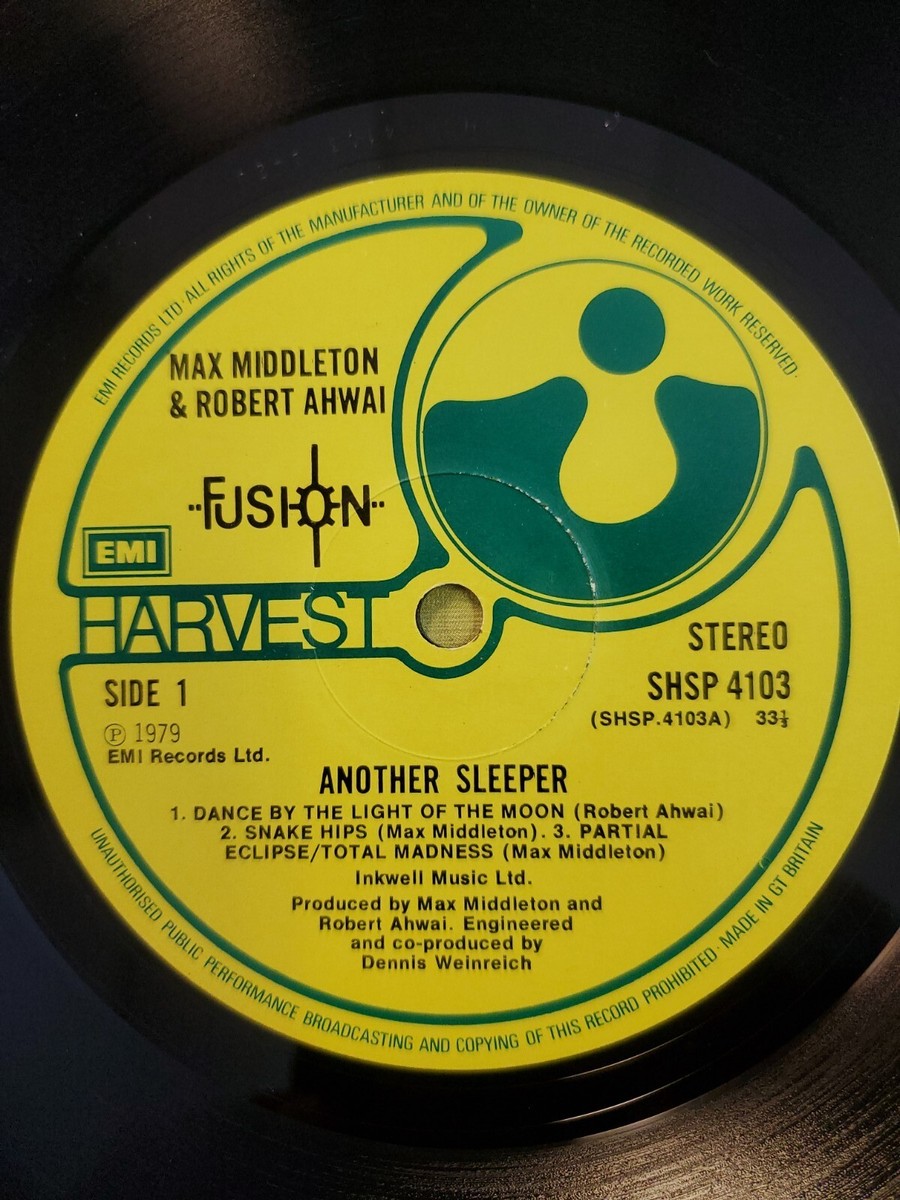 EMI RECORDS LTD·ALL RIGHTS OF THE MANUFACTURER AND OF THE OWNER OF THE RECORDED WORK RESERVED·
MAX MIDDLETON
& ROBERT AHWAI
··FUSION··
EMI
HARVEST
STEREO
SIDE 1
SHSP 4103
(SHSP.4103A) 33⅓
℗ 1979
EMI Records Ltd.
ANOTHER SLEEPER
1. DANCE BY THE LIGHT OF THE MOON (Robert Ahwai)
2. SNAKE HIPS (Max Middleton). 3. PARTIAL
ECLIPSE/TOTAL MADNESS (Max Middleton)
Inkwell Music Ltd.
Produced by Max Middleton and
Robert Ahwai. Engineered
and co-produced by
Dennis Weinreich
UNAUTHORISED PUBLIC PERFORMANCE BROADCASTING AND COPYING OF THIS RECORD PROHIBITED·MADE IN GT BRITAIN